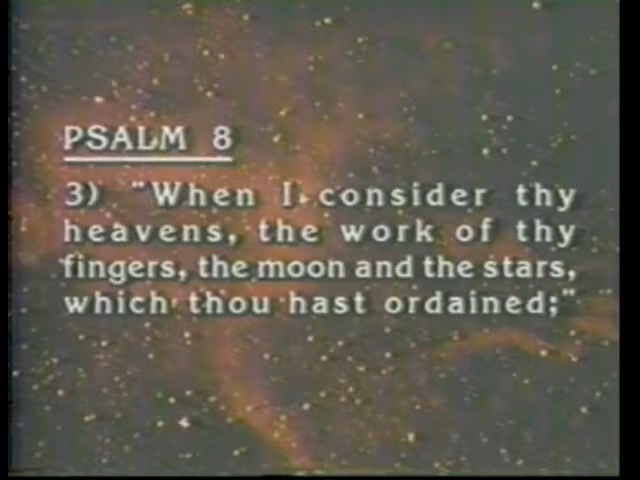 PSALM 8
3) "When I consider thy
heavens, the work of thy
fingers, the moon and the stars,
which thou hast ordained;"